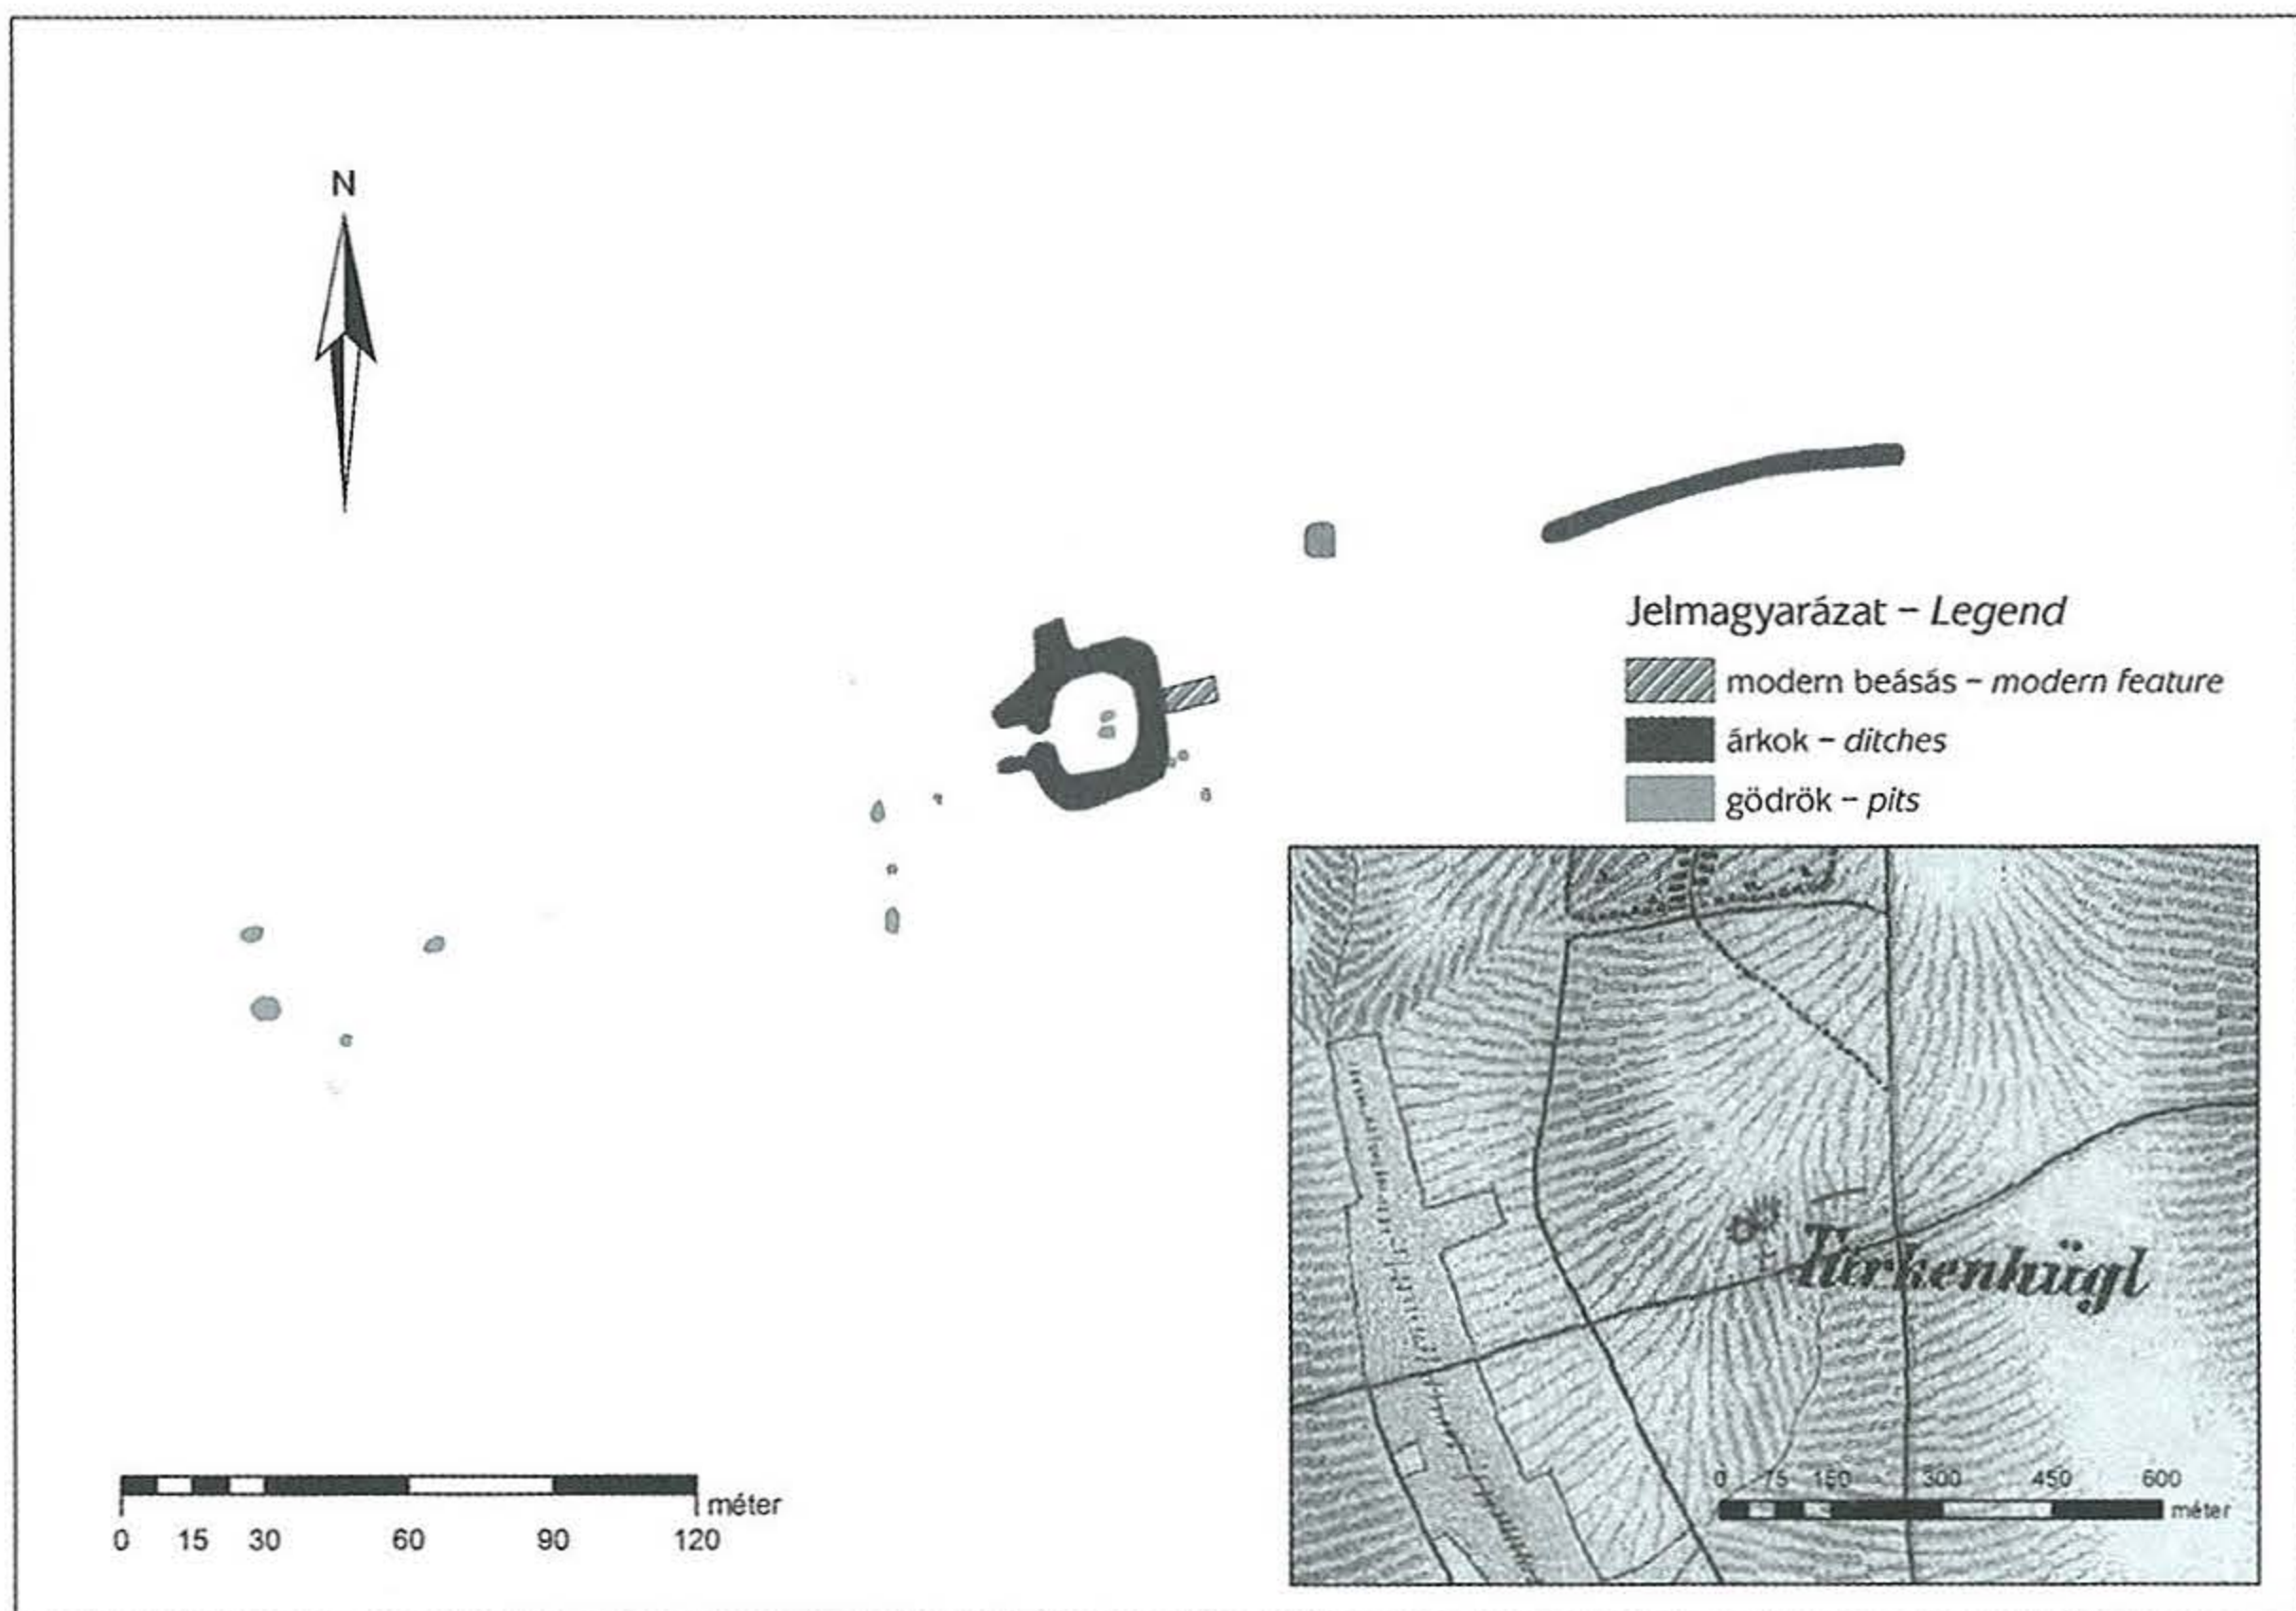 N
Jelmagyarázat – Legend
modern beásás – modern feature
árkok – ditches
gödrök – pits
Türkenhügl
0 75 150 300 450 600
méter
méter
0 15 30 60 90 120